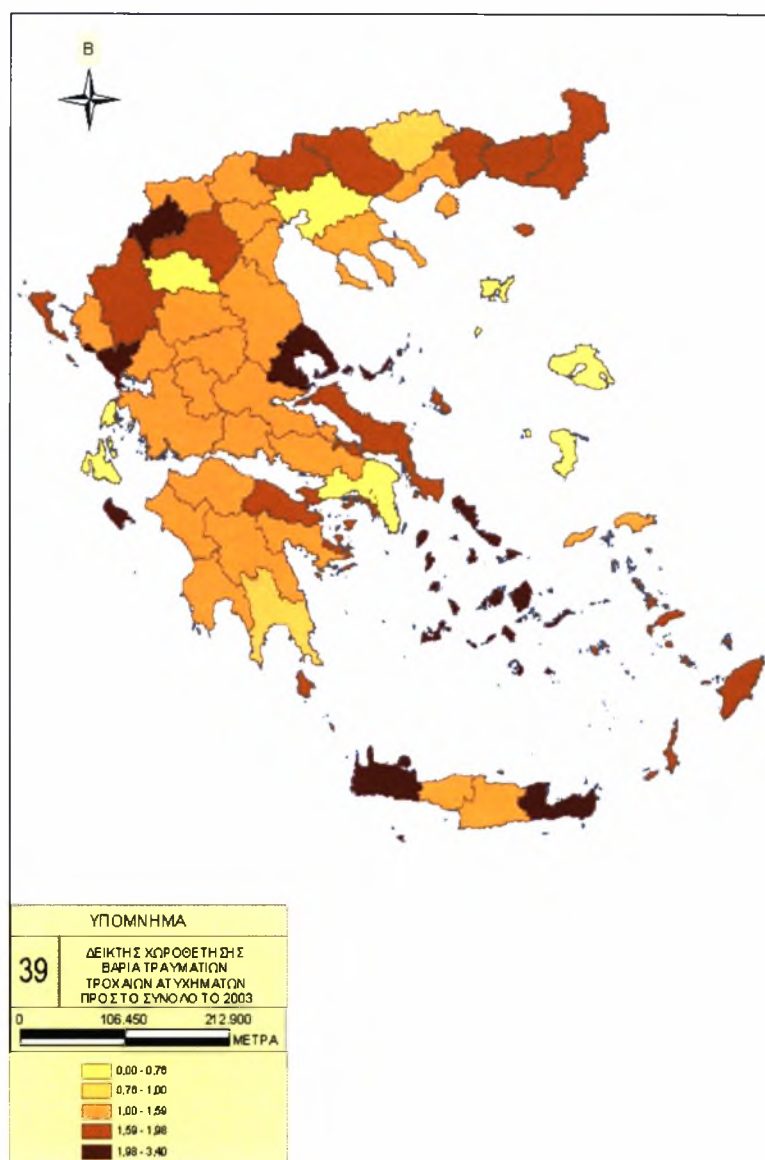 Β
ΥΠΟΜΝΗΜΑ
39
ΔΕΙΚΤΗΣ ΧΩΡΟΘΕΤΗΣΗΣ
ΒΑΡΙΑ ΤΡΑΥΜΑΤΙΩΝ
ΤΡΟΧΑΙΩΝ ΑΤΥΧΗΜΑΤΩΝ
ΠΡΟΣ ΤΟ ΣΥΝΟΛΟ ΤΟ 2003
0 106.450 212.900
ΜΕΤΡΑ
0,00 - 0,76
0,76 - 1,00
1,00 - 1,59
1,59 - 1,98
1,98 - 3,40